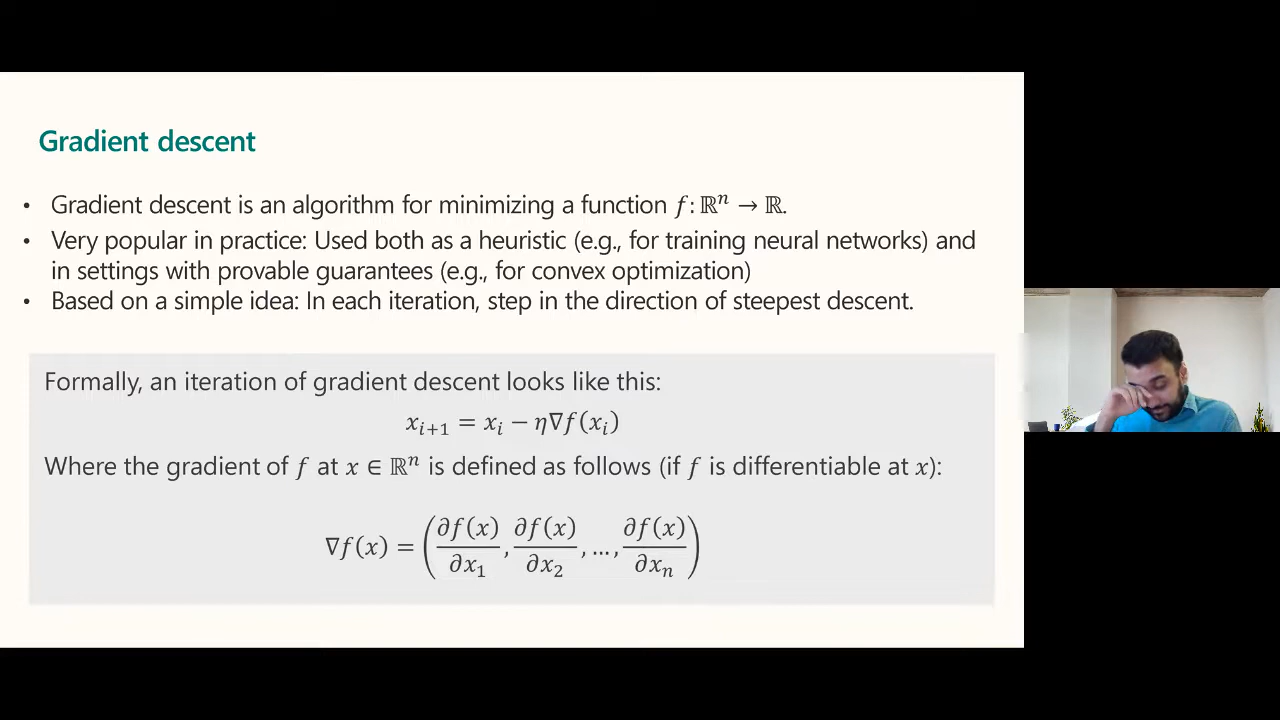 Gradient descent
• Gradient descent is an algorithm for minimizing a function 𝑓: ℝⁿ → ℝ.
• Very popular in practice: Used both as a heuristic (e.g., for training neural networks) and
in settings with provable guarantees (e.g., for convex optimization)
• Based on a simple idea: In each iteration, step in the direction of steepest descent.
Formally, an iteration of gradient descent looks like this:
𝑥ᵢ₊₁ = 𝑥ᵢ − 𝜂∇𝑓(𝑥ᵢ)
Where the gradient of 𝑓 at 𝑥 ∈ ℝⁿ is defined as follows (if 𝑓 is differentiable at 𝑥):
∇𝑓(𝑥) = (∂𝑓(𝑥)/∂𝑥₁, ∂𝑓(𝑥)/∂𝑥₂, …, ∂𝑓(𝑥)/∂𝑥ₙ)